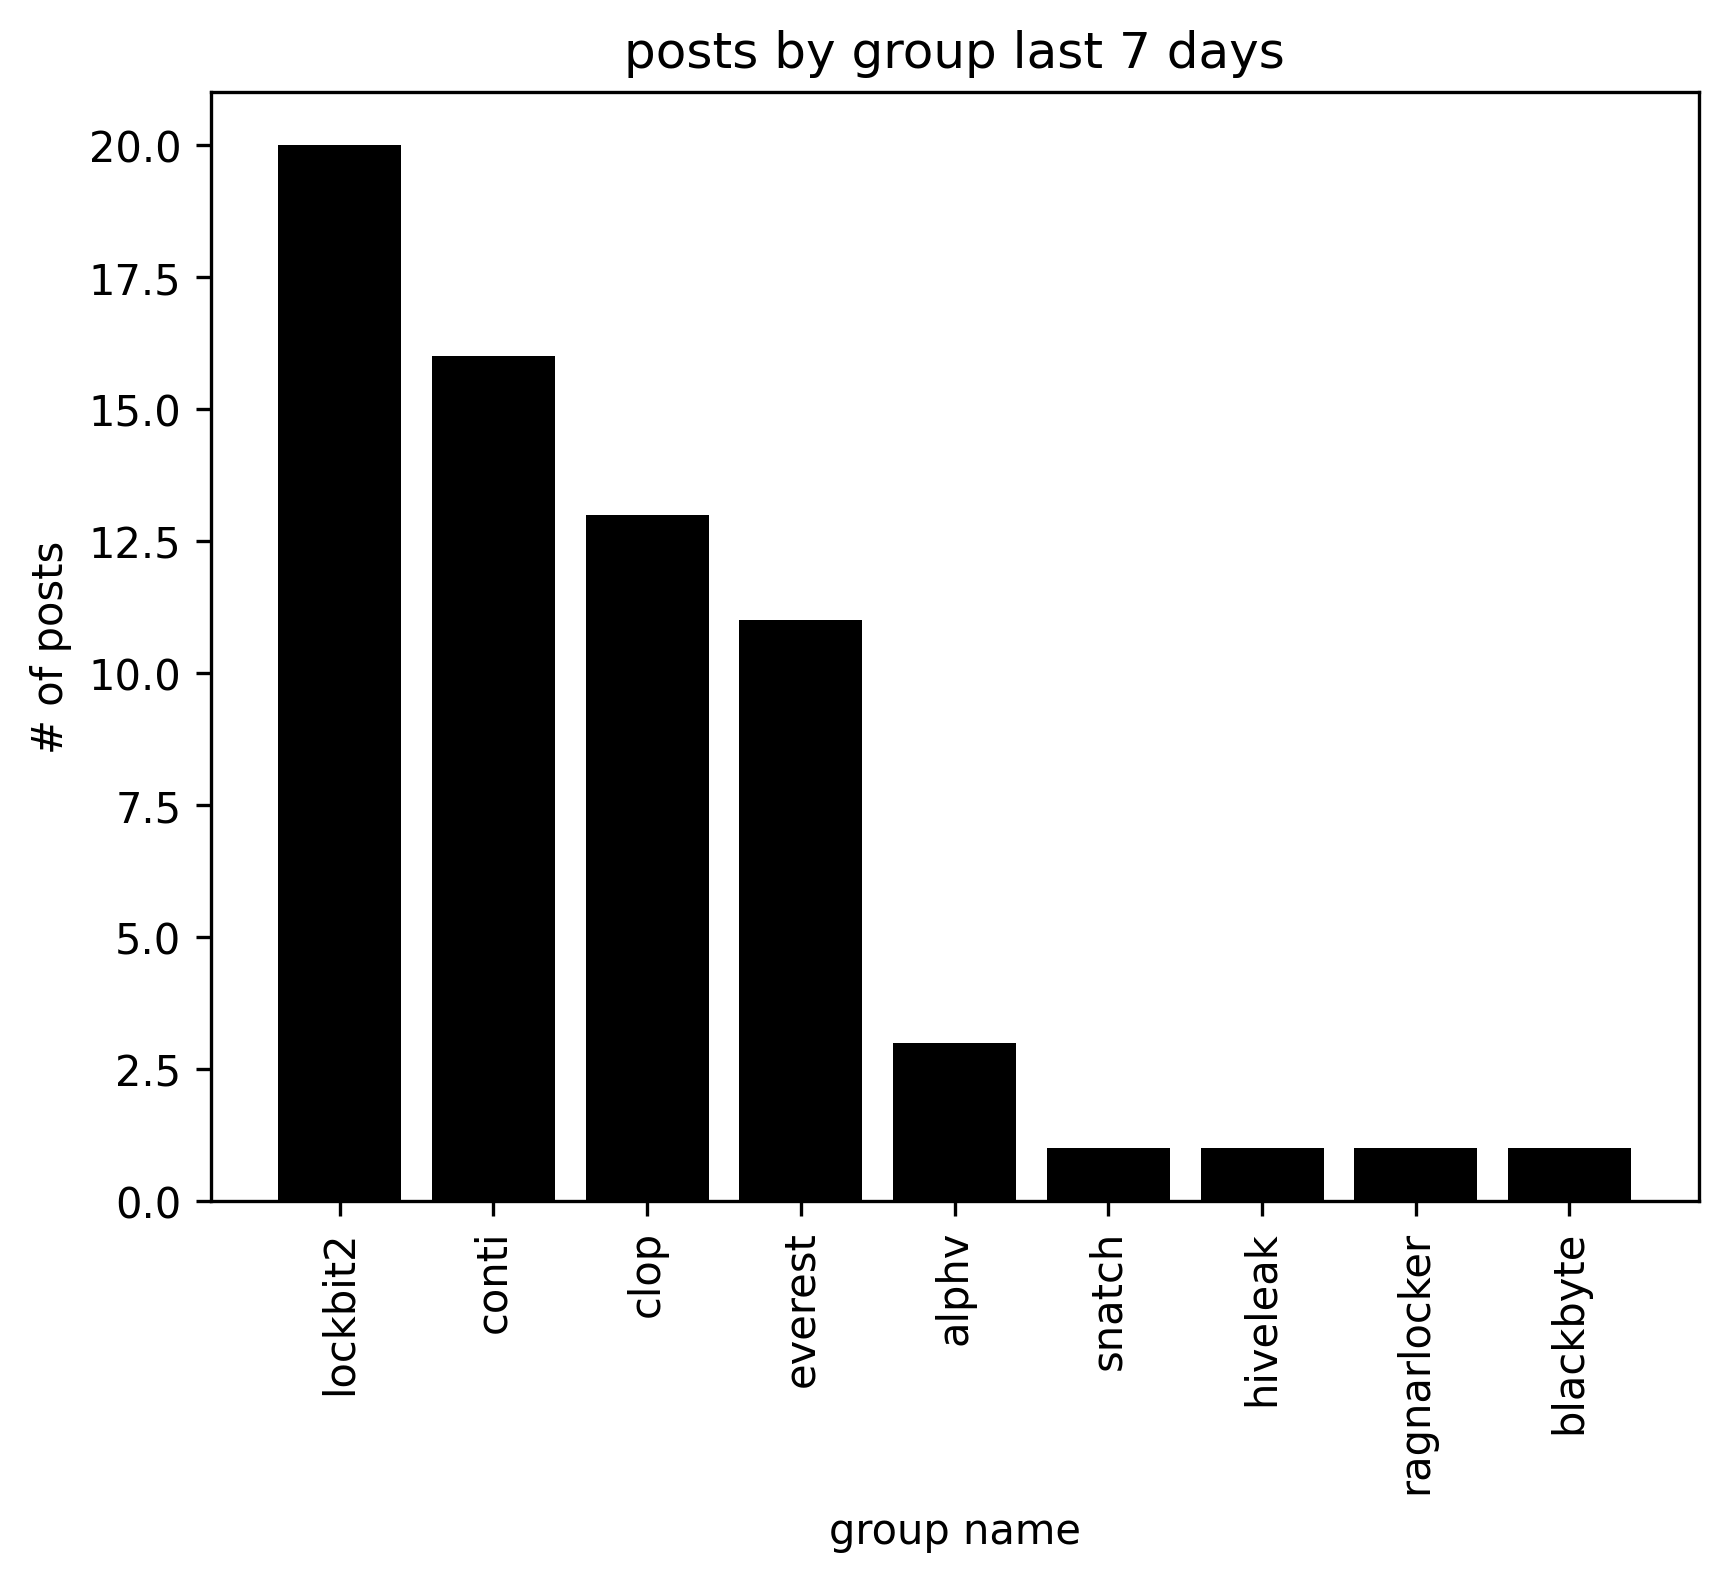 posts by group last 7 days
20.0
17.5
15.0
12.5
10.0
7.5
5.0
2.5
0.0
# of posts
lockbit2
conti
clop
everest
alphv
snatch
hiveleak
ragnarlocker
blackbyte
group name